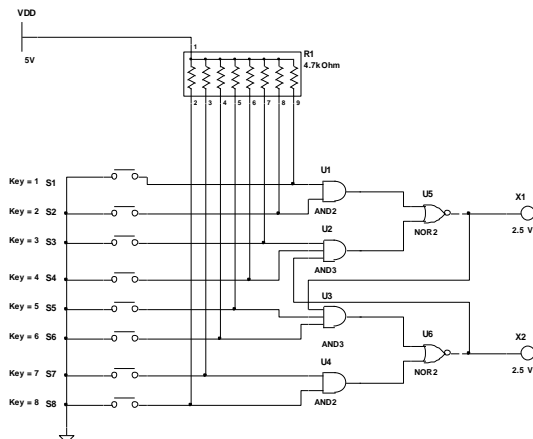 VDD
5V
1
R1
4.7kOhm
2 3 4 5 6 7 8 9
Key = 1 S1
Key = 2 S2
Key = 3 S3
Key = 4 S4
Key = 5 S5
Key = 6 S6
Key = 7 S7
Key = 8 S8
U1
AND2
U2
AND3
U3
AND3
U4
AND2
U5
NOR2
U6
NOR2
X1
2.5 V
X2
2.5 V